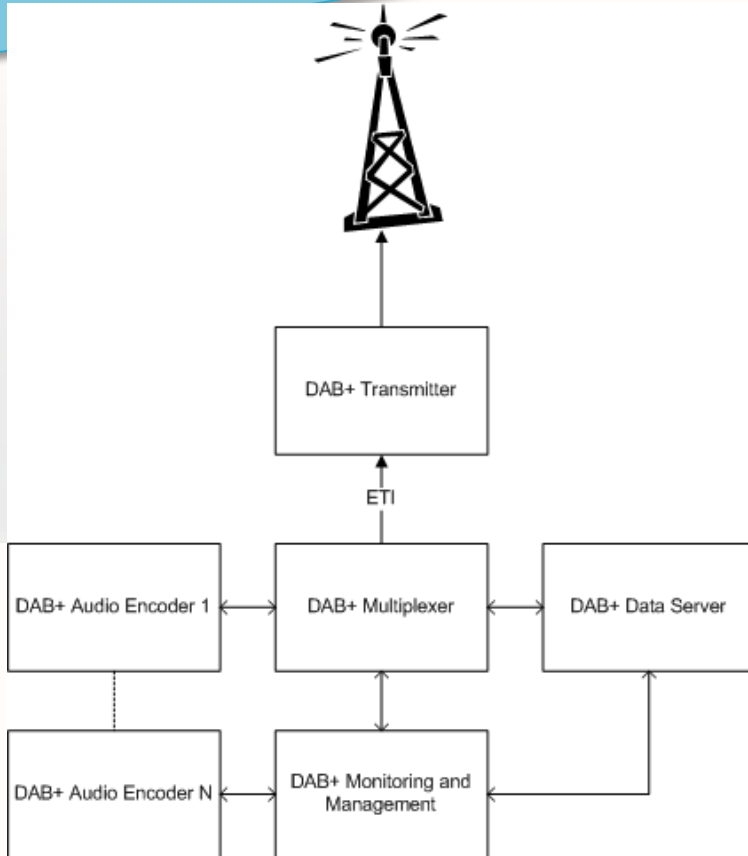 DAB+ Transmitter
ETI
DAB+ Audio Encoder 1
DAB+ Multiplexer
DAB+ Data Server
DAB+ Audio Encoder N
DAB+ Monitoring and
Management